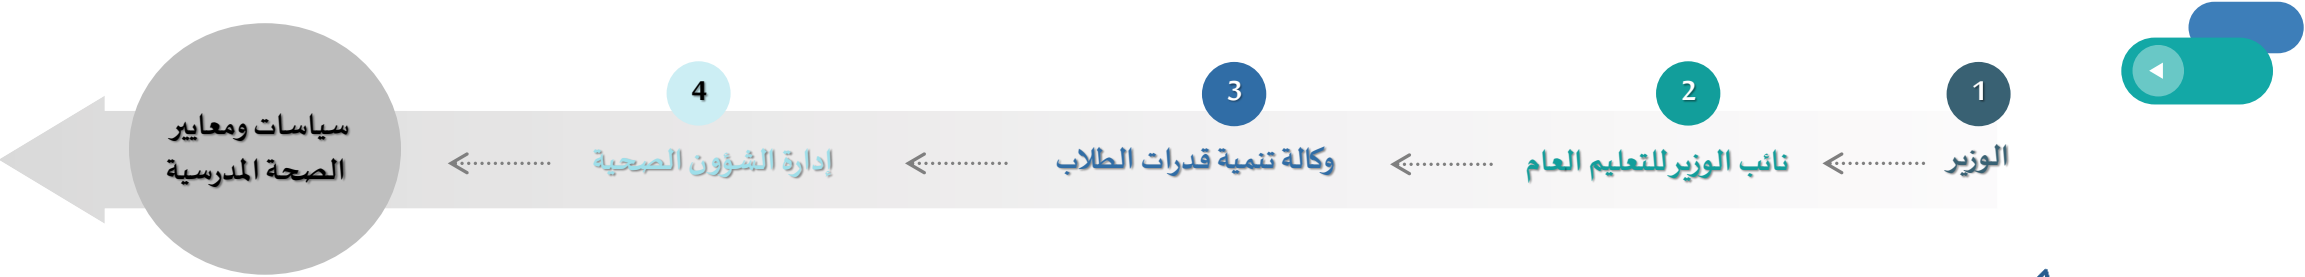 1
الوزير
2
نائب الوزير للتعليم العام
3
وكالة تنمية قدرات الطلاب
4
إدارة الشؤون الصحية
سياسات ومعايير
الصحة المدرسية